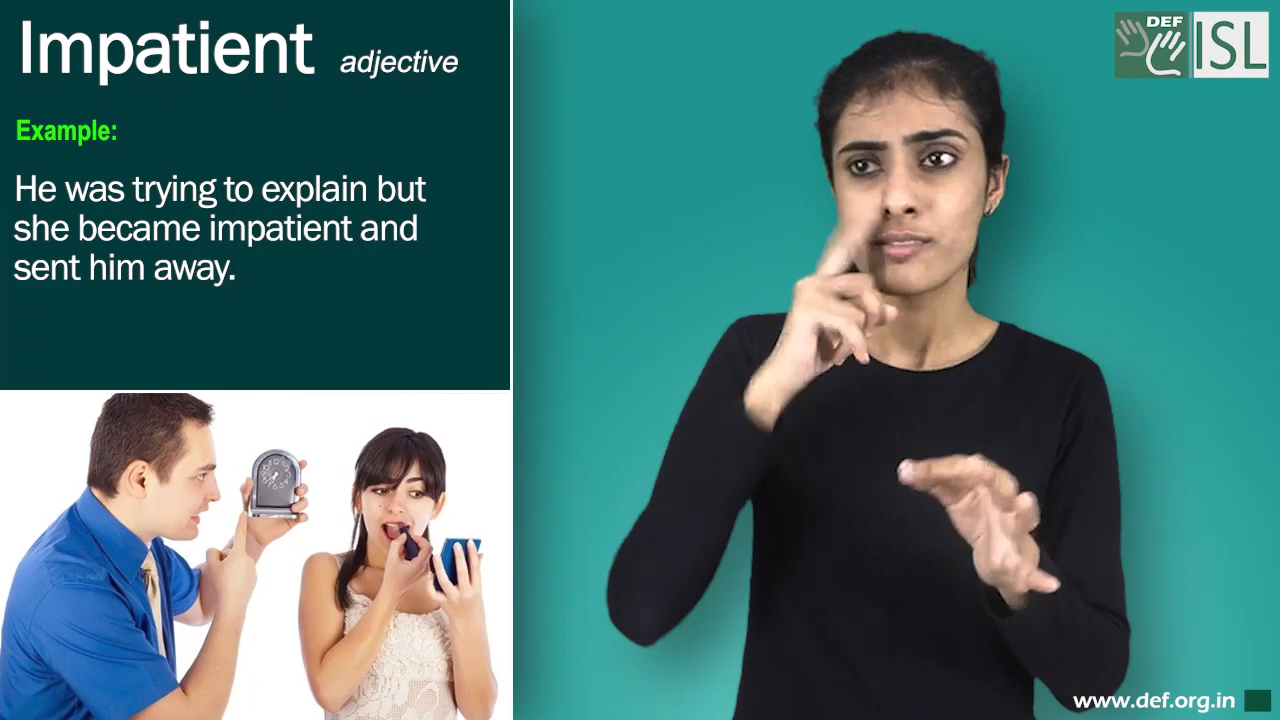 Impatient adjective
Example:
He was trying to explain but
she became impatient and
sent him away.
DEF
ISL
www.def.org.in